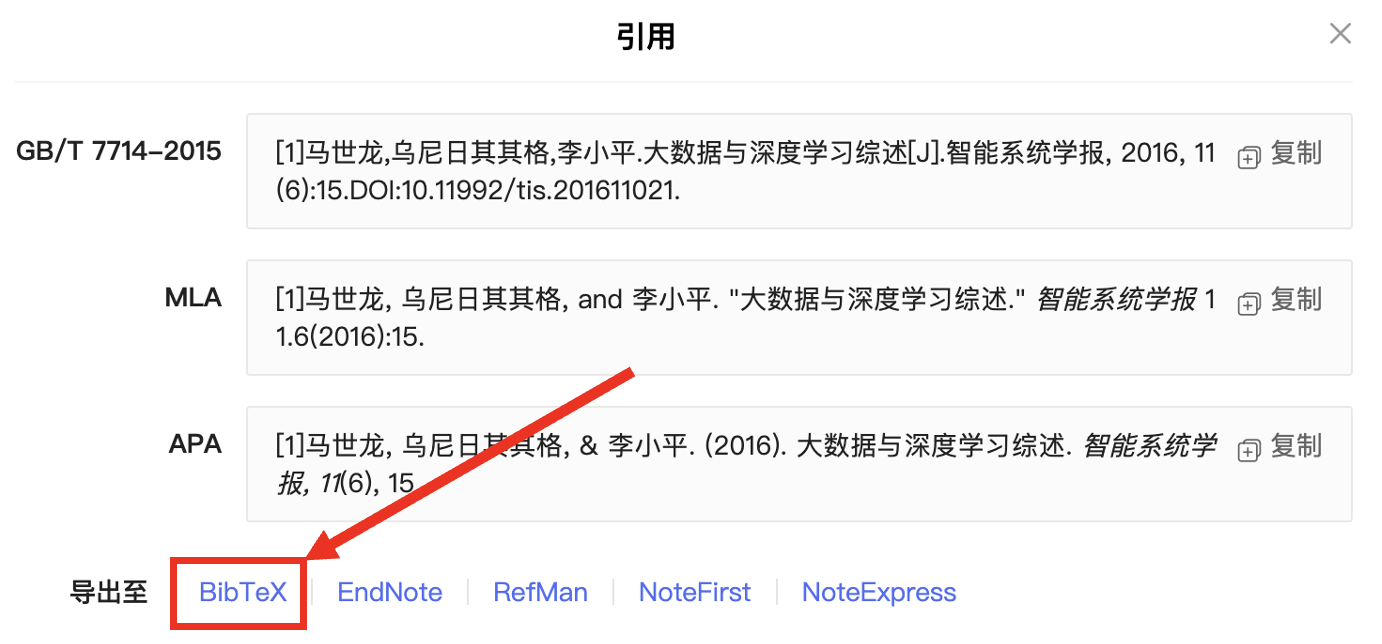 引用
GB/T 7714-2015
[1]马世龙,乌尼日其其格,李小平.大数据与深度学习综述[J].智能系统学报, 2016, 11
(6):15.DOI:10.11992/tis.201611021.
复制
MLA
[1]马世龙, 乌尼日其其格, and 李小平. "大数据与深度学习综述." 智能系统学报 1
1.6(2016):15.
复制
APA
[1]马世龙, 乌尼日其其格, & 李小平. (2016). 大数据与深度学习综述. 智能系统学
报, 11(6), 15
复制
导出至 BibTeX EndNote RefMan NoteFirst NoteExpress